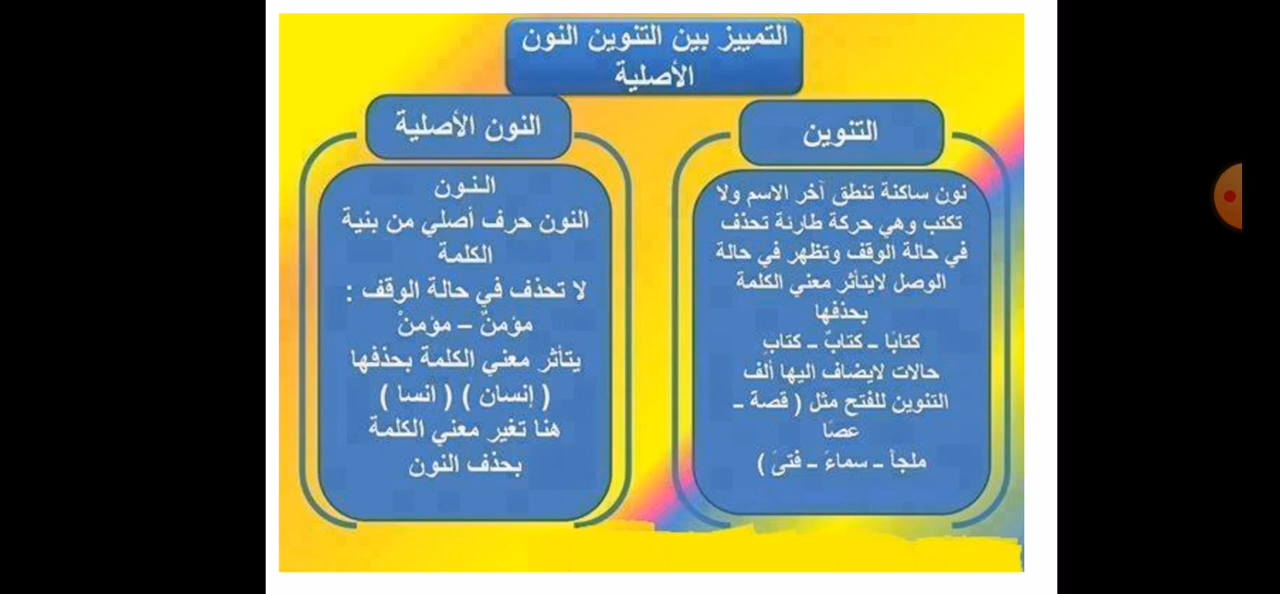 التمييز بين التنوين النون
الأصلية
التنوين
نون ساكنة تنطق آخر الاسم ولا
تكتب وهي حركة طارئة تحذف
في حالة الوقف وتظهر في حالة
الوصل لايتأثر معني الكلمة
بحذفها
كتابًا ـ كتابٌ ـ كتابٍ
حالات لايضاف اليها ألف
التنوين للفتح مثل ( قصة ـ
عصًا
ملجأ ـ سماءً ـ فتىً )
النون الأصلية
النون
النون حرف أصلي من بنية
الكلمة
لا تحذف في حالة الوقف :
مؤمنٌ – مؤمنْ
يتأثر معني الكلمة بحذفها
( إنسان ) ( انسا )
هنا تغير معني الكلمة
بحذف النون